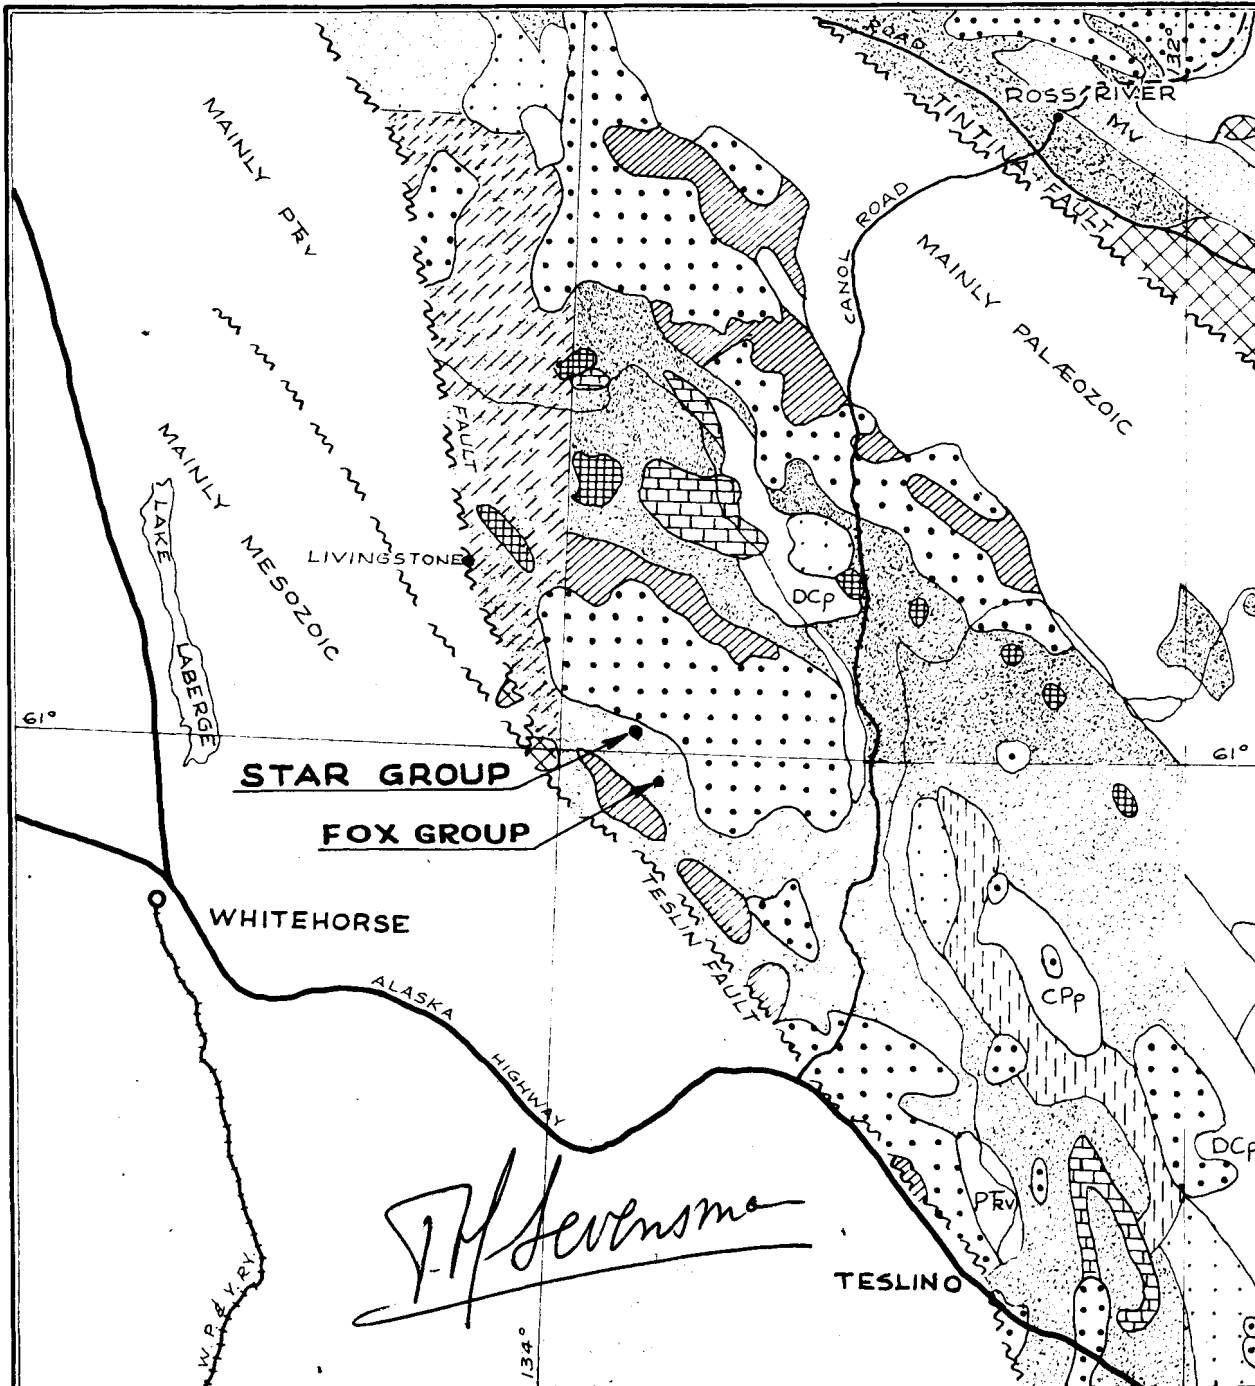 ROAD
132°
ROSS RIVER
Mv
TINTINA FAULT
MAINLY PTRv
CANOL ROAD
MAINLY PALÆOZOIC
FAULT
MAINLY MESOZOIC
LAKE LABERGE
LIVINGSTONE
DCp
61°
61°
STAR GROUP
FOX GROUP
TESLIN FAULT
WHITEHORSE
ALASKA HIGHWAY
CPp
DCp
PTRv
TESLIN
W.P. & Y. RY.
134°